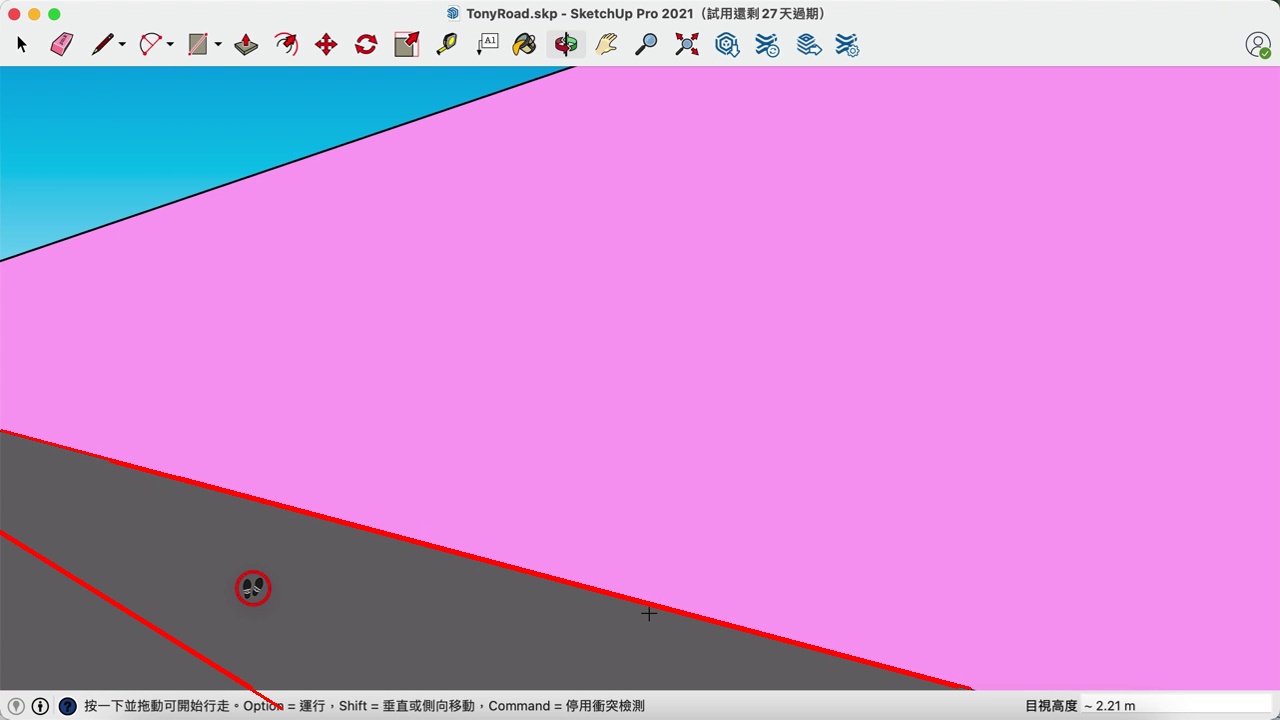 TonyRoad.skp - SketchUp Pro 2021（試用還剩 27 天過期）
A1
按一下並拖動可開始行走。Option = 運行，Shift = 垂直或側向移動，Command = 停用衝突檢測
目視高度 ~ 2.21 m